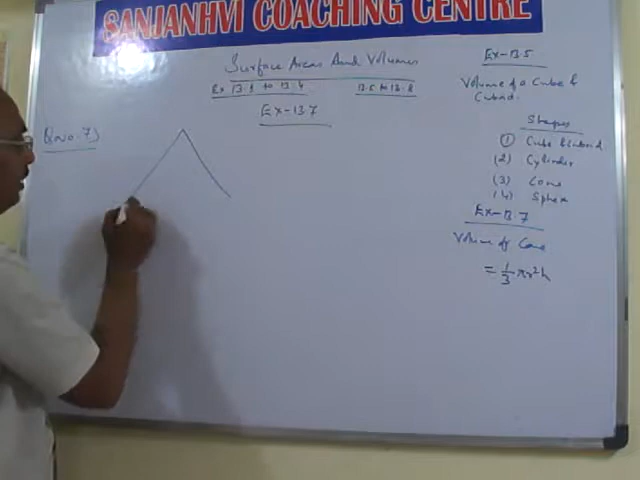 SANJANHVI COACHING CENTRE
Surface Areas And Volumes
Ex 13.1 to 13.4
13.5 to 13.8
Ex-13.7
Q.No. 7)
Ex-13.5
Volume of a Cube &
Cuboid.
Shapes
(1) Cube & Cuboid
(2) Cylinder
(3) Cone
(4) Sphere
Ex-13.7
Volume of Cone
= 1/3 πr²h